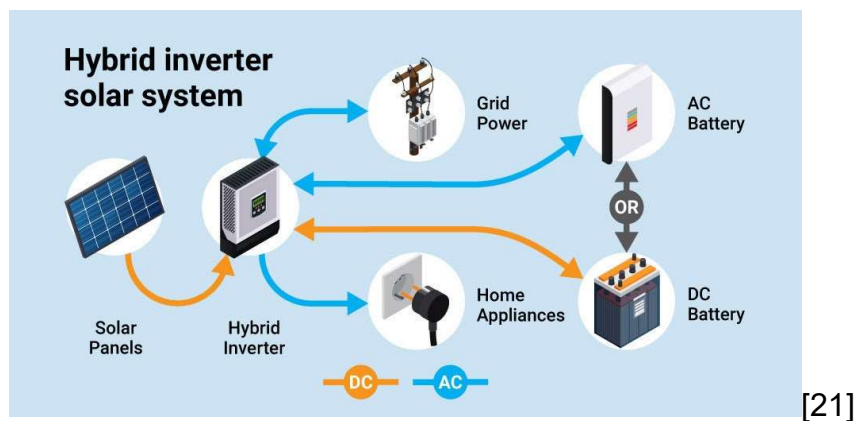 Hybrid inverter
solar system
Grid
Power
AC
Battery
OR
Solar
Panels
Hybrid
Inverter
Home
Appliances
DC
Battery
DC
AC
[21]